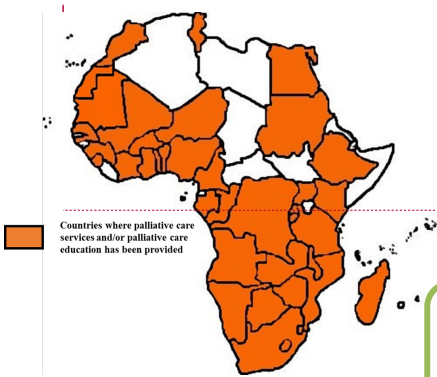 Countries where palliative care
services and/or palliative care
education has been provided